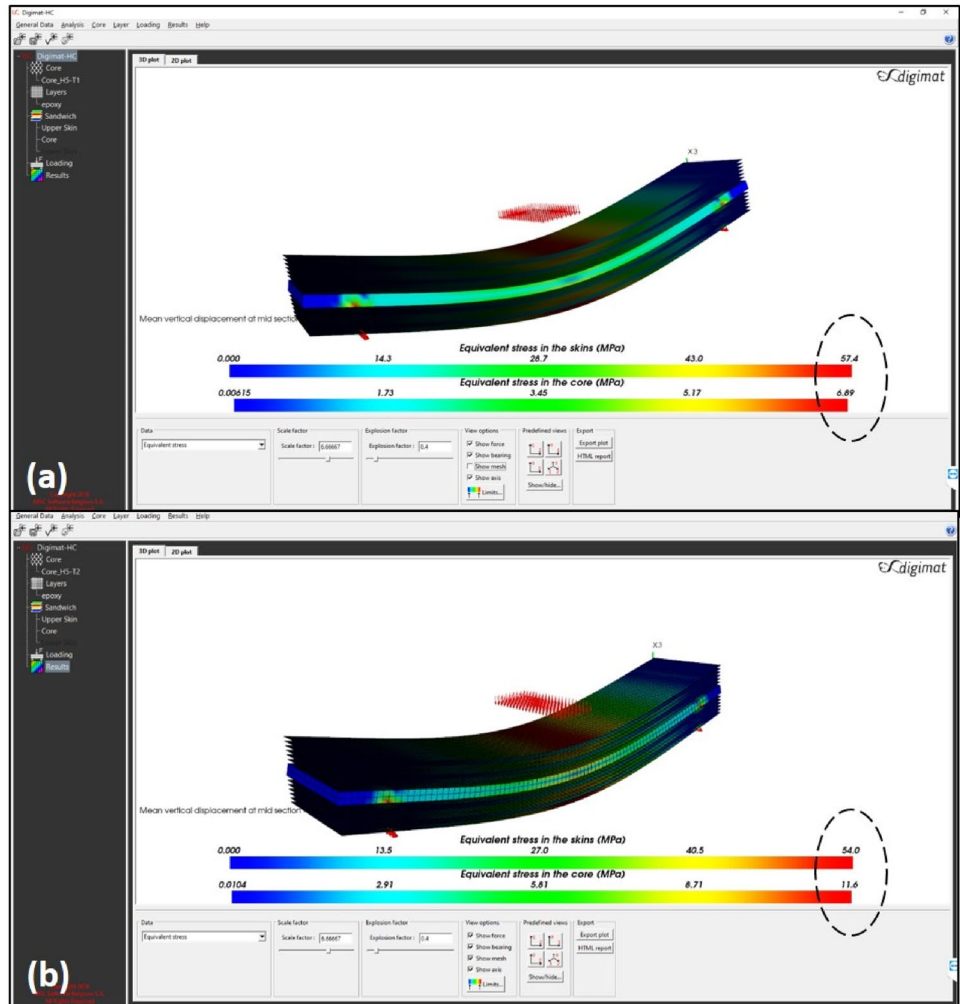 Digimat-HC
General Data Analysis Core Layer Loading Results Help
Digimat-HC
Core
Core_H5-T1
Layers
epoxy
Sandwich
Upper Skin
Core
Loading
Results
3D plot 2D plot
digimat
X3
Mean vertical displacement at mid section
Equivalent stress in the skins (MPa)
0.000 14.3 28.7 43.0 57.4
Equivalent stress in the core (MPa)
0.00615 1.73 3.45 5.17 6.89
Data Scale factor Explosion factor View options Predefined views Export
Equivalent stress Scale factor : 6.66667 Explosion factor : 0.4 Show force Export plot
Show bearing HTML report
Show mesh
Show axis Show/hide...
Limits...
(a)
General Data Analysis Core Layer Loading Results Help
Digimat-HC
Core
Core_H5-T2
Layers
epoxy
Sandwich
Upper Skin
Core
Loading
Results
3D plot 2D plot
digimat
X3
Mean vertical displacement at mid section
Equivalent stress in the skins (MPa)
0.000 13.5 27.0 40.5 54.0
Equivalent stress in the core (MPa)
0.0104 2.91 5.81 8.71 11.6
Data Scale factor Explosion factor View options Predefined views Export
Equivalent stress Scale factor : 6.66667 Explosion factor : 0.4 Show force Export plot
Show bearing HTML report
Show mesh
Show axis Show/hide...
Limits...
(b)